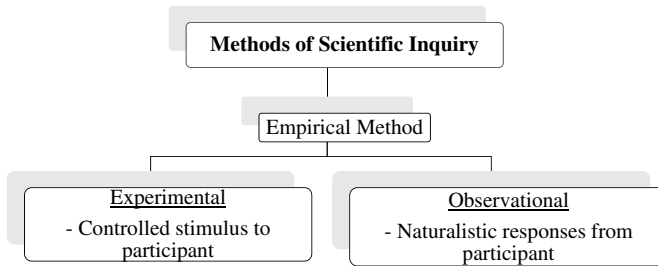 Methods of Scientific Inquiry
Empirical Method
Experimental
- Controlled stimulus to
participant
Observational
- Naturalistic responses from
participant